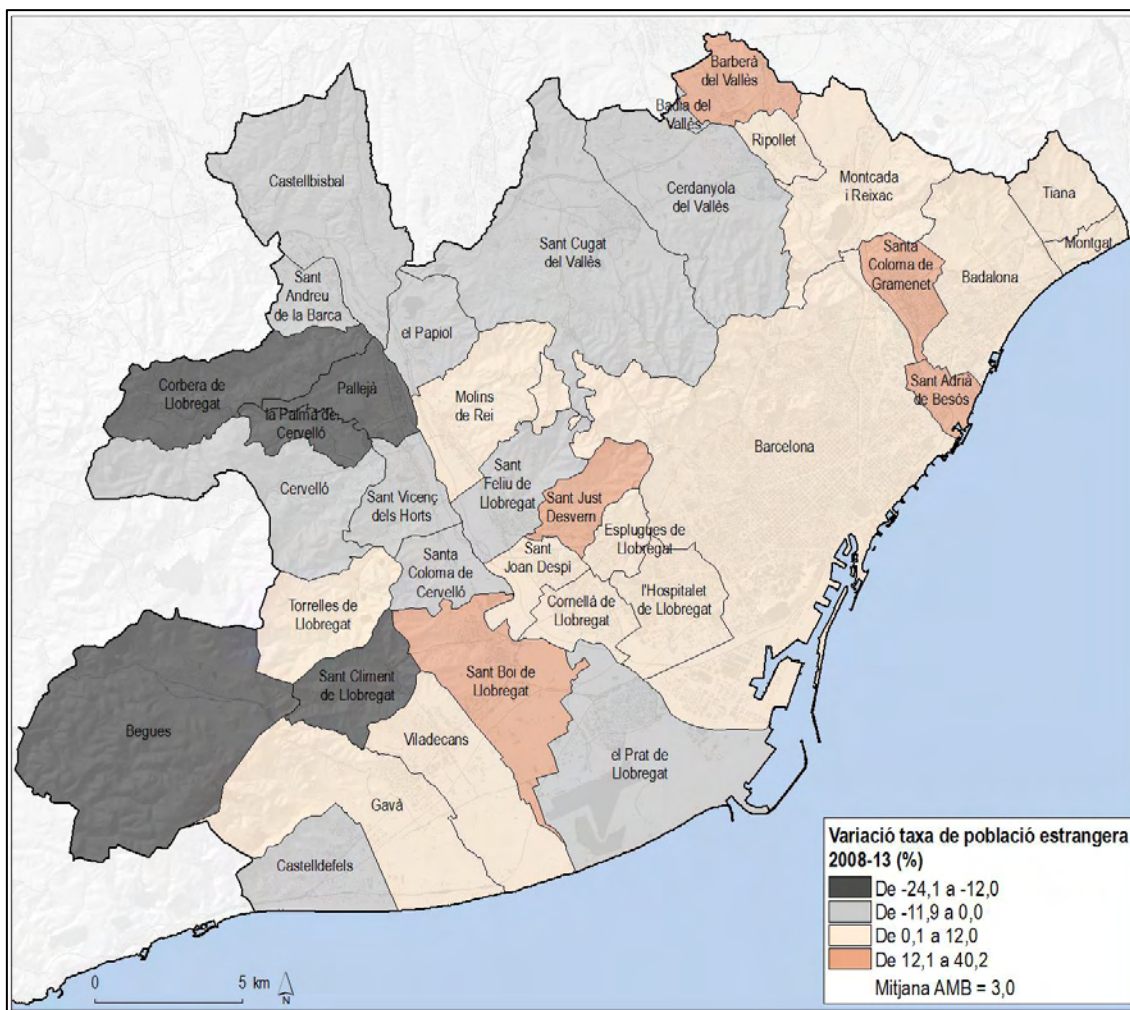 Barberà
del Vallès
Badia del
Vallès
Ripollet
Castellbisbal
Cerdanyola
del Vallès
Montcada
i Reixac
Tiana
Montgat
Sant Cugat
del Vallès
Santa
Coloma de
Gramenet
Badalona
Sant
Andreu
de la Barca
el Papiol
Corbera de
Llobregat
Pallejà
la Palma de
Cervelló
Molins
de Rei
Sant Adrià
de Besòs
Barcelona
Cervelló
Sant Vicenç
dels Horts
Sant
Feliu de
Llobregat
Sant Just
Desvern
Esplugues de
Llobregat
Santa
Coloma de
Cervelló
Sant
Joan Despí
Torrelles de
Llobregat
Cornellà de
Llobregat
l'Hospitalet
de Llobregat
Sant Climent
de Llobregat
Sant Boi de
Llobregat
Begues
Viladecans
el Prat de
Llobregat
Gavà
Castelldefels
Variació taxa de població estrangera
2008-13 (%)
De -24,1 a -12,0
De -11,9 a 0,0
De 0,1 a 12,0
De 12,1 a 40,2
Mitjana AMB = 3,0
0 5 km
N